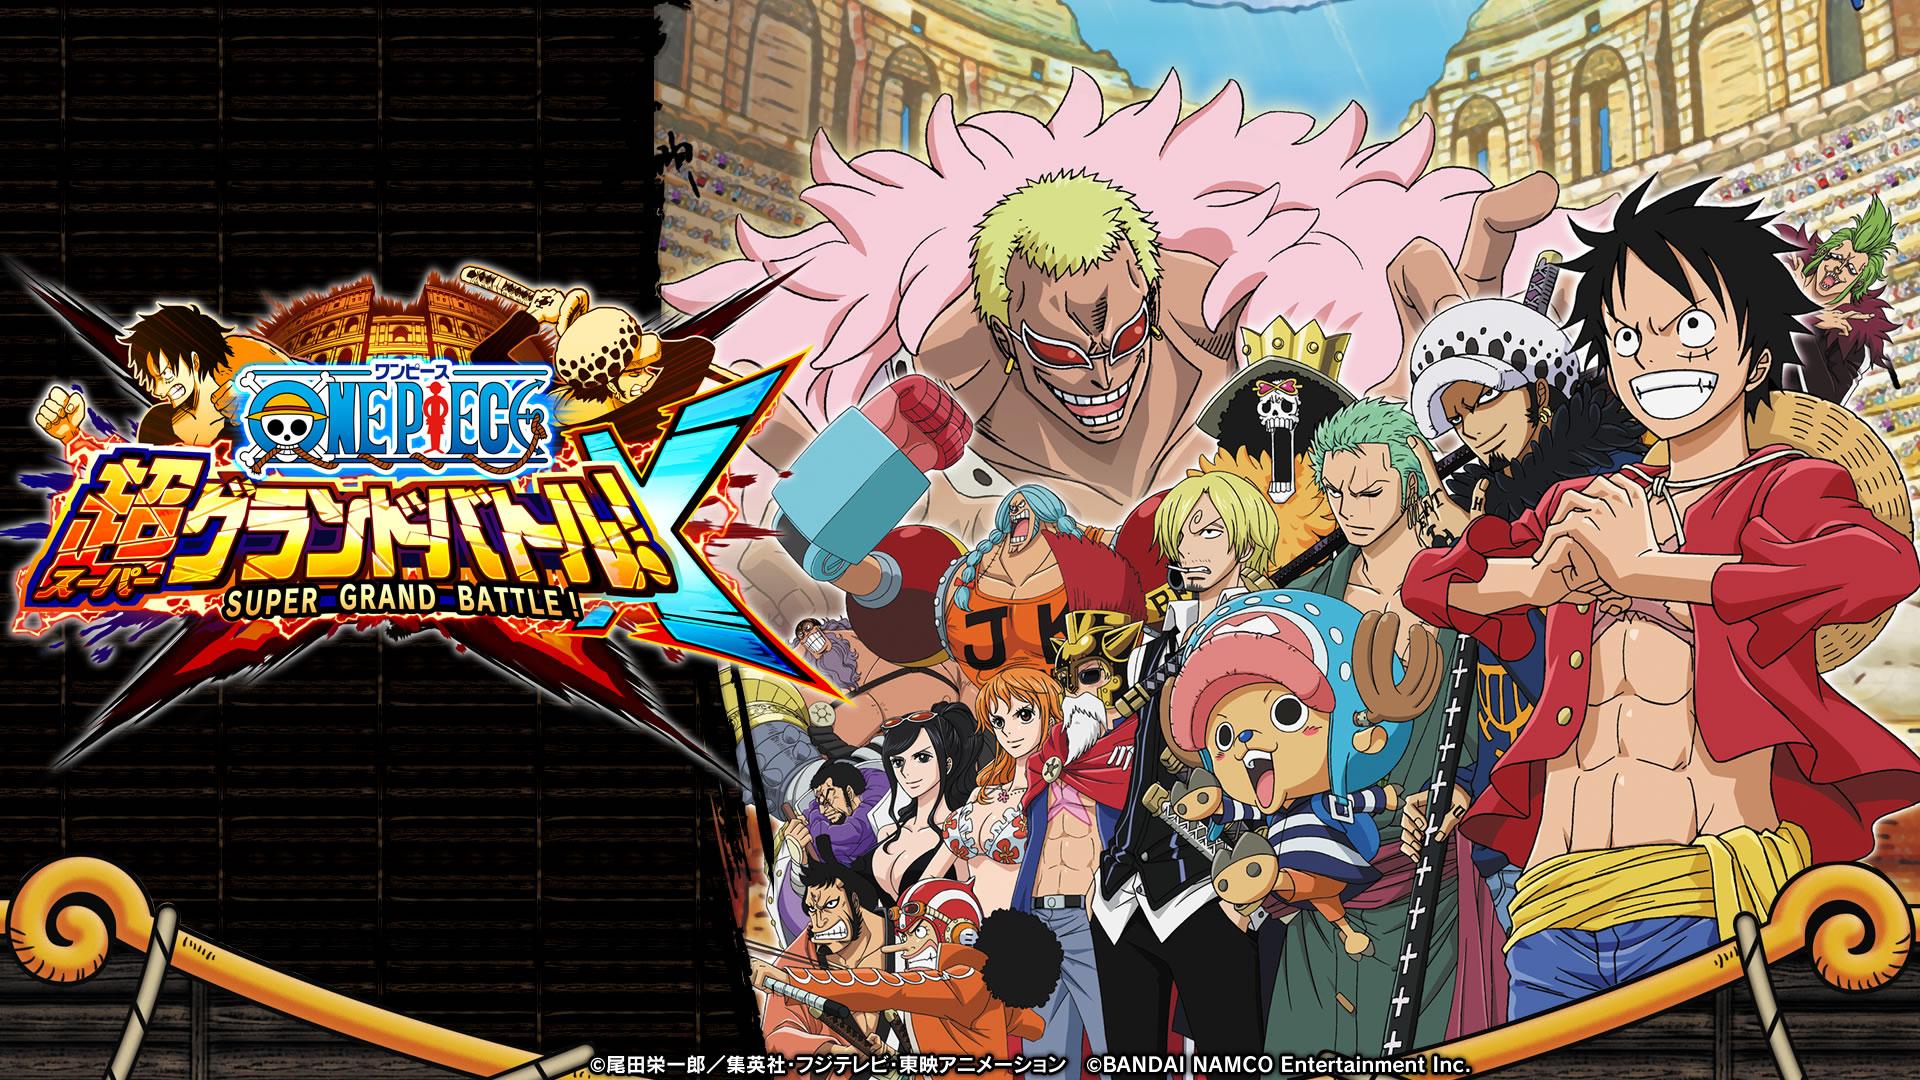 ワンピース
ONE PIECE
超グランドバトル!X
スーパー
SUPER GRAND BATTLE!
JK
©尾田栄一郎／集英社・フジテレビ・東映アニメーション ©BANDAI NAMCO Entertainment Inc.